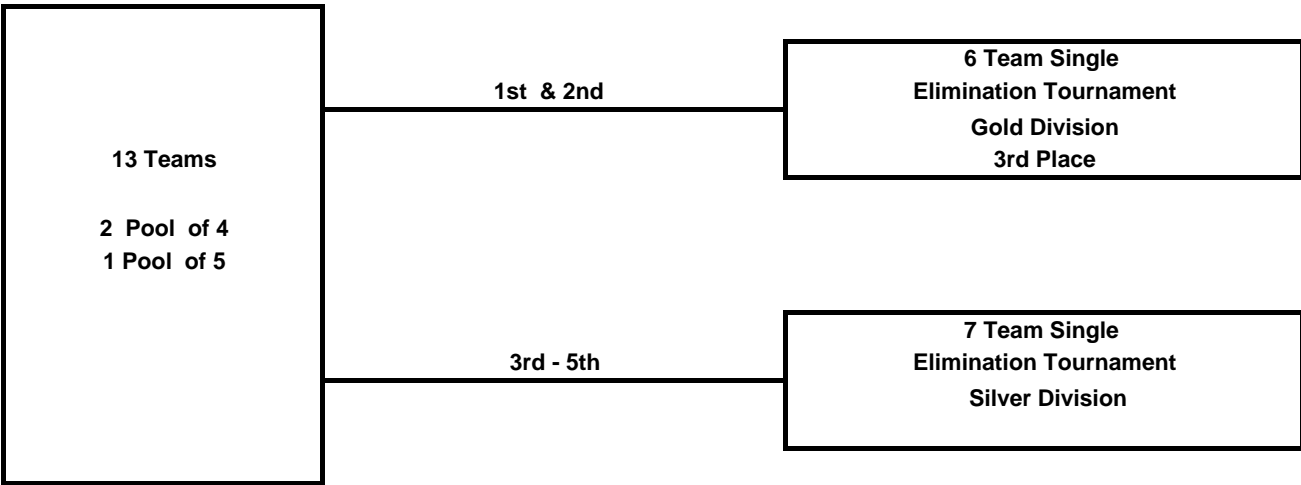 13 Teams
2 Pool of 4
1 Pool of 5
1st & 2nd
6 Team Single
Elimination Tournament
Gold Division
3rd Place
3rd - 5th
7 Team Single
Elimination Tournament
Silver Division